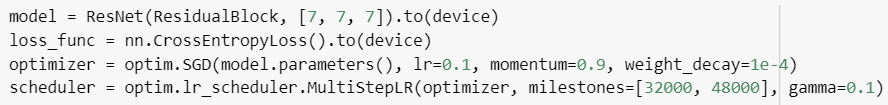 model = ResNet(ResidualBlock, [7, 7, 7]).to(device)
loss_func = nn.CrossEntropyLoss().to(device)
optimizer = optim.SGD(model.parameters(), lr=0.1, momentum=0.9, weight_decay=1e-4)
scheduler = optim.lr_scheduler.MultiStepLR(optimizer, milestones=[32000, 48000], gamma=0.1)